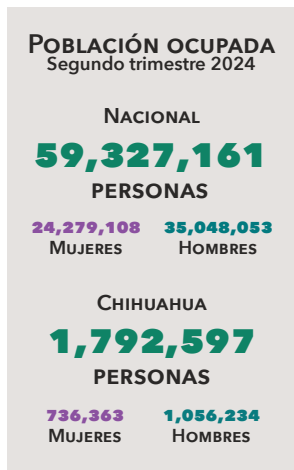 Población ocupada
Segundo trimestre 2024
Nacional
59,327,161
personas
24,279,108 35,048,053
Mujeres Hombres
Chihuahua
1,792,597
personas
736,363 1,056,234
Mujeres Hombres